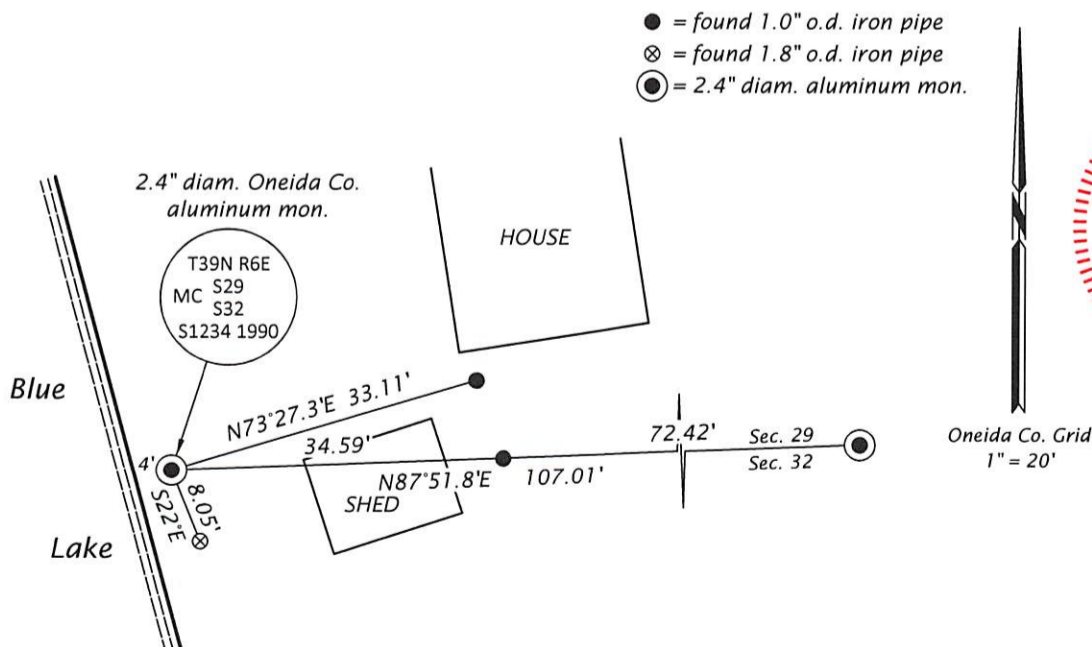 = found 1.0" o.d. iron pipe
= found 1.8" o.d. iron pipe
= 2.4" diam. aluminum mon.
2.4" diam. Oneida Co.
aluminum mon.
T39N R6E
MC S29
S32
S1234 1990
HOUSE
N
Blue
N73°27.3'E 33.11'
34.59'
72.42'
Sec. 29
Oneida Co. Grid
1" = 20'
4'
N87°51.8'E 107.01'
Sec. 32
8.05'
S22°E
SHED
Lake